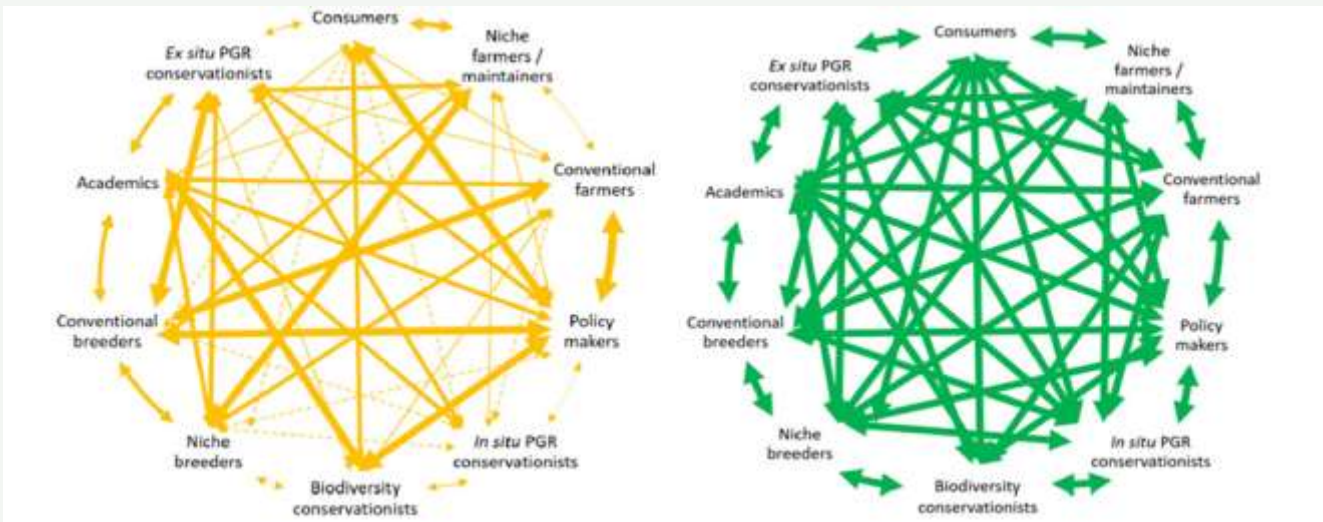 Consumers
Niche
farmers /
maintainers
Ex situ PGR
conservationists
Academics
Conventional
farmers
Conventional
breeders
Policy
makers
Niche
breeders
In situ PGR
conservationists
Biodiversity
conservationists
Consumers
Niche
farmers /
maintainers
Ex situ PGR
conservationists
Academics
Conventional
farmers
Conventional
breeders
Policy
makers
Niche
breeders
In situ PGR
conservationists
Biodiversity
conservationists